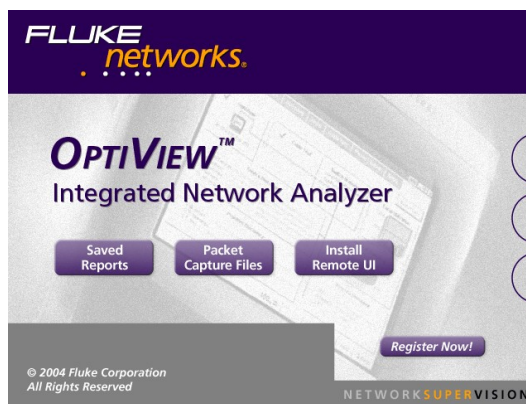 FLUKE
networks.
OPTIVIEW™
Integrated Network Analyzer
Saved
Reports
Packet
Capture Files
Install
Remote UI
Register Now!
© 2004 Fluke Corporation
All Rights Reserved
NETWORKSUPERVISION